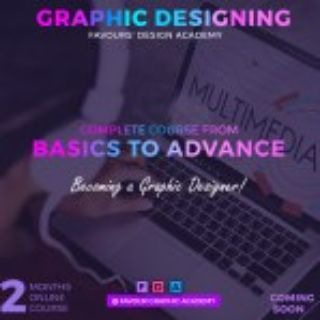 GRAPHIC DESIGNING
FAVOURS' DESIGN ACADEMY
MULTIMEDIA
COMPLETE COURSE FROM
BASICS TO ADVANCE
Becoming a Graphic Designer!
2 MONTHS
ONLINE
COURSE
F D A
ACADEMY
COMING
SOON